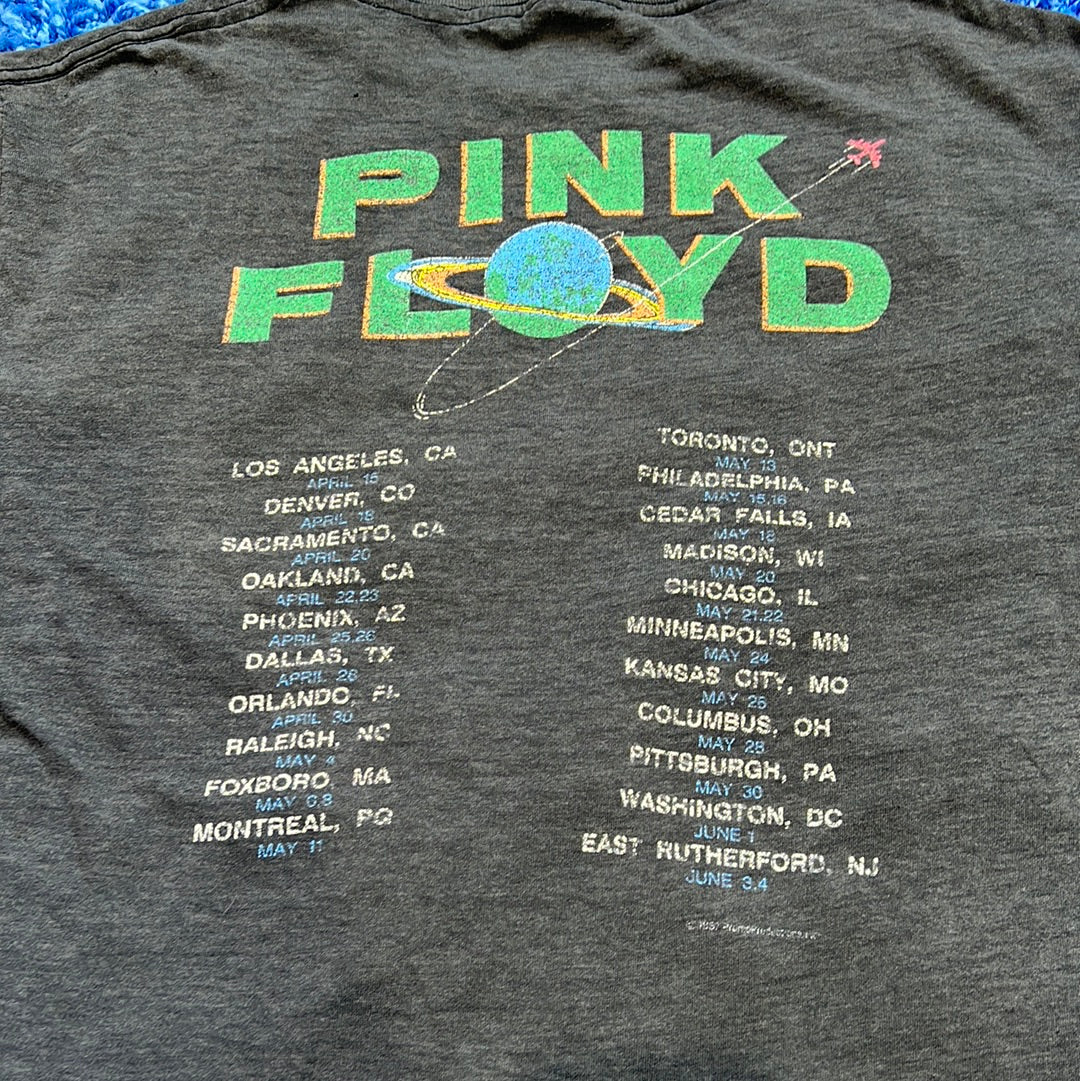 PINK
FLOYD
LOS ANGELES, CA
APRIL 15
DENVER, CO
APRIL 18
SACRAMENTO, CA
APRIL 20
OAKLAND, CA
APRIL 22,23
PHOENIX, AZ
APRIL 25,26
DALLAS, TX
APRIL 28
ORLANDO, FL
APRIL 30
RALEIGH, NC
MAY 4
FOXBORO, MA
MAY
MONTREAL, PQ
MAY 11
TORONTO, ONT
MAY 13
PHILADELPHIA, PA
MAY 15,16
CEDAR FALLS, IA
MAY 18
MADISON, WI
MAY 20
CHICAGO, IL
MAY 21,22
MINNEAPOLIS, MN
MAY 24
KANSAS CITY, MO
MAY 26
COLUMBUS, OH
MAY 28
PITTSBURGH, PA
MAY 30
WASHINGTON, DC
JUNE 1
EAST RUTHERFORD, NJ
JUNE 3,4
©